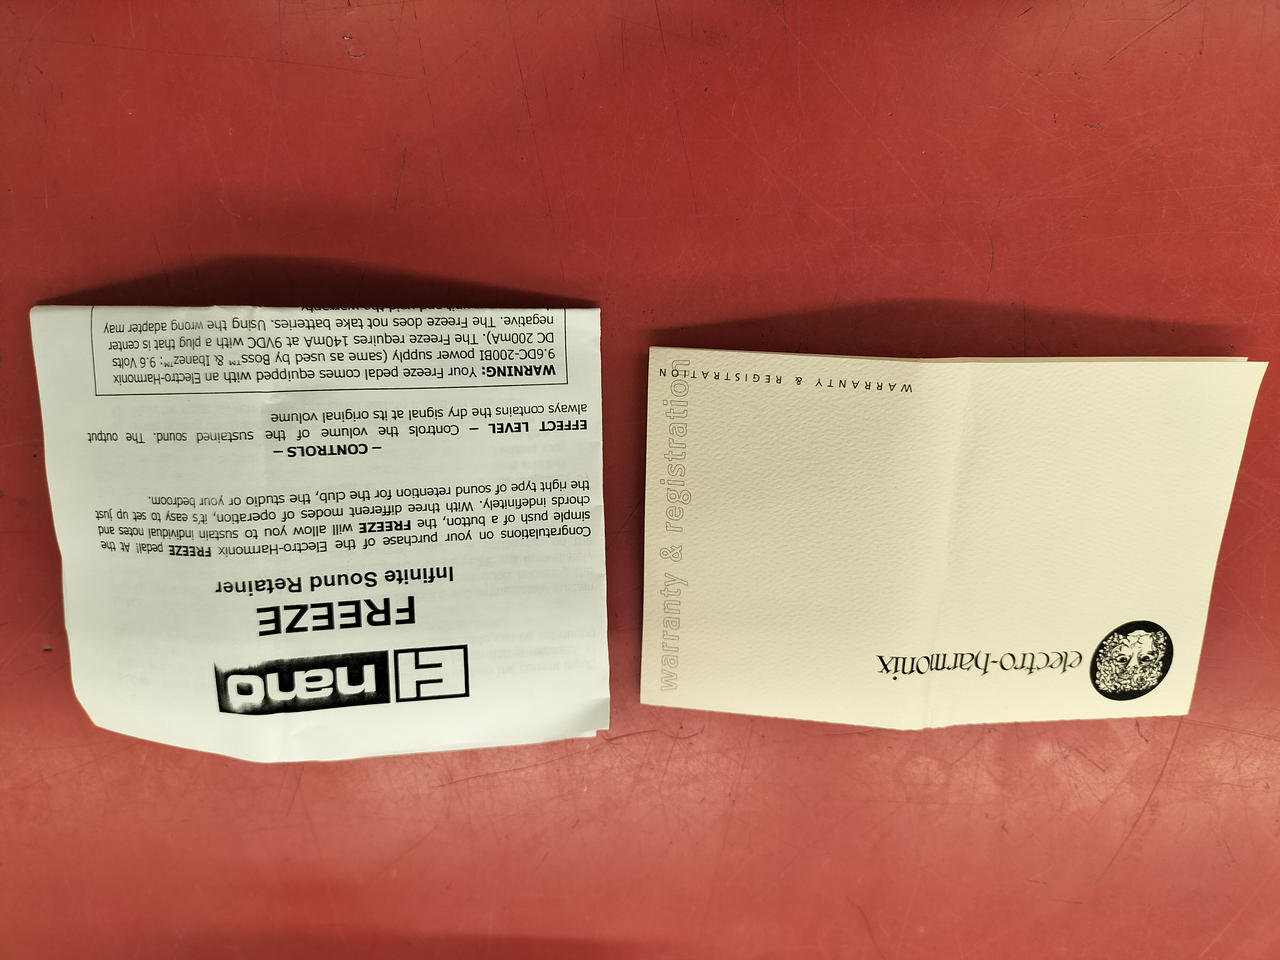 EH nano
FREEZE
Infinite Sound Retainer
Congratulations on your purchase of the Electro-Harmonix FREEZE pedal! At the
simple push of a button, the FREEZE will allow you to sustain individual notes and
chords indefinitely. With three different modes of operation, it's easy to set up just
the right type of sound retention for the club, the studio or your bedroom.
– CONTROLS –
EFFECT LEVEL – Controls the volume of the sustained sound. The output
always contains the dry signal at its original volume
WARNING: Your Freeze pedal comes equipped with an Electro-Harmonix
9.6DC-200BI power supply (same as used by Boss™ & Ibanez™: 9.6 Volts
DC 200mA). The Freeze requires 140mA at 9VDC with a plug that is center
negative. The Freeze does not take batteries. Using the wrong adapter may
void the warranty
electro-harmonix
WARRANTY & REGISTRATION
warranty & registration